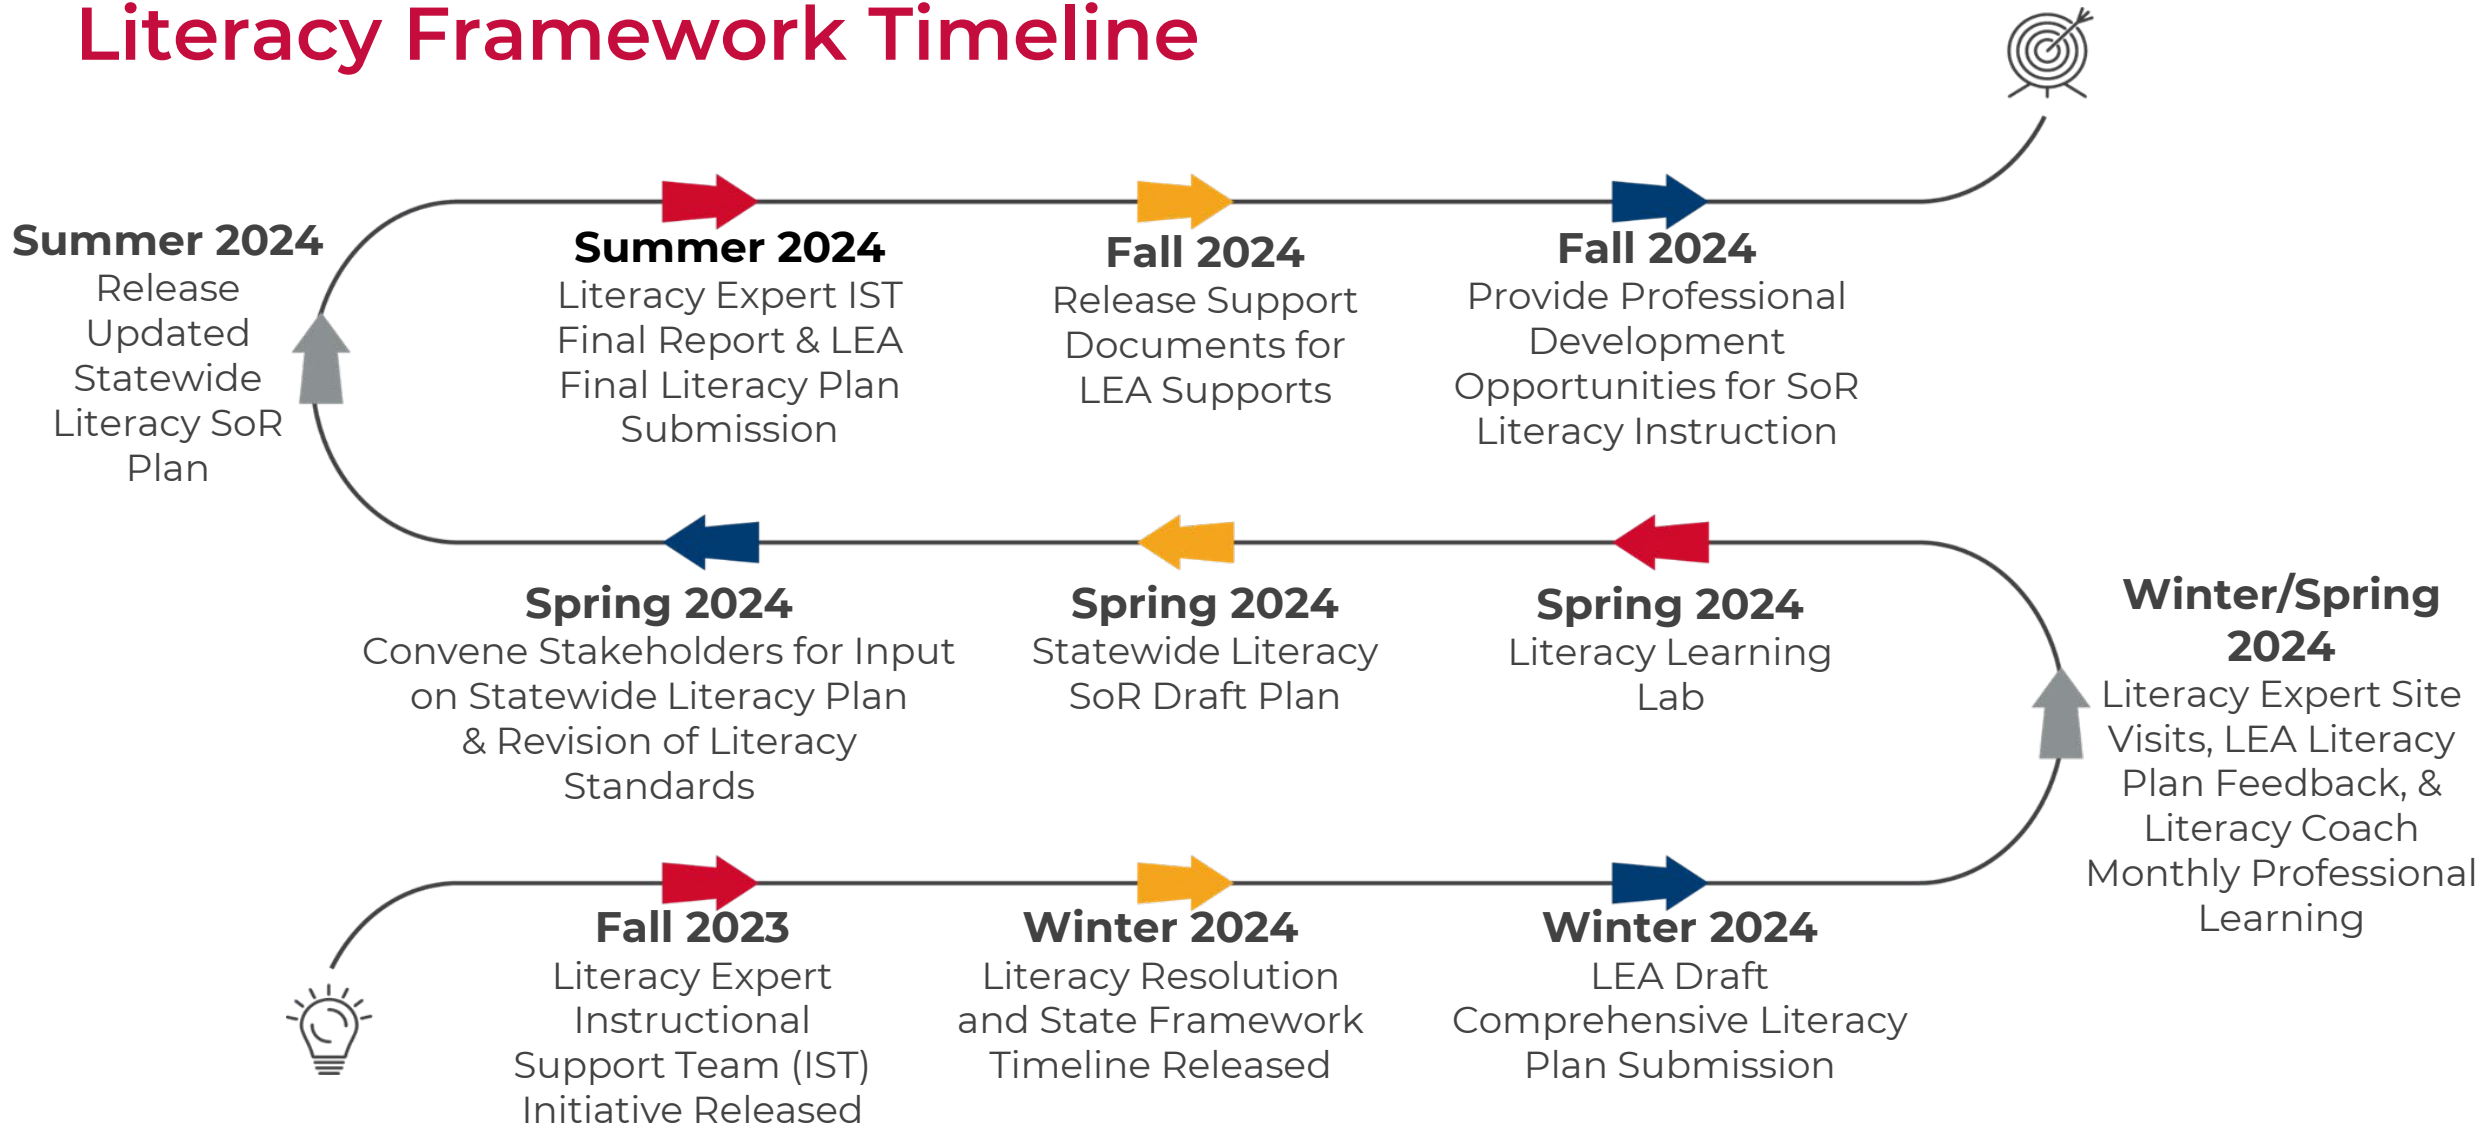 Literacy Framework Timeline
Summer 2024
Release
Updated
Statewide
Literacy SoR
Plan
Summer 2024
Literacy Expert IST
Final Report & LEA
Final Literacy Plan
Submission
Fall 2024
Release Support
Documents for
LEA Supports
Fall 2024
Provide Professional
Development
Opportunities for SoR
Literacy Instruction
Spring 2024
Convene Stakeholders for Input
on Statewide Literacy Plan
& Revision of Literacy
Standards
Spring 2024
Statewide Literacy
SoR Draft Plan
Spring 2024
Literacy Learning
Lab
Winter/Spring
2024
Literacy Expert Site
Visits, LEA Literacy
Plan Feedback, &
Literacy Coach
Monthly Professional
Learning
Fall 2023
Literacy Expert
Instructional
Support Team (IST)
Initiative Released
Winter 2024
Literacy Resolution
and State Framework
Timeline Released
Winter 2024
LEA Draft
Comprehensive Literacy
Plan Submission